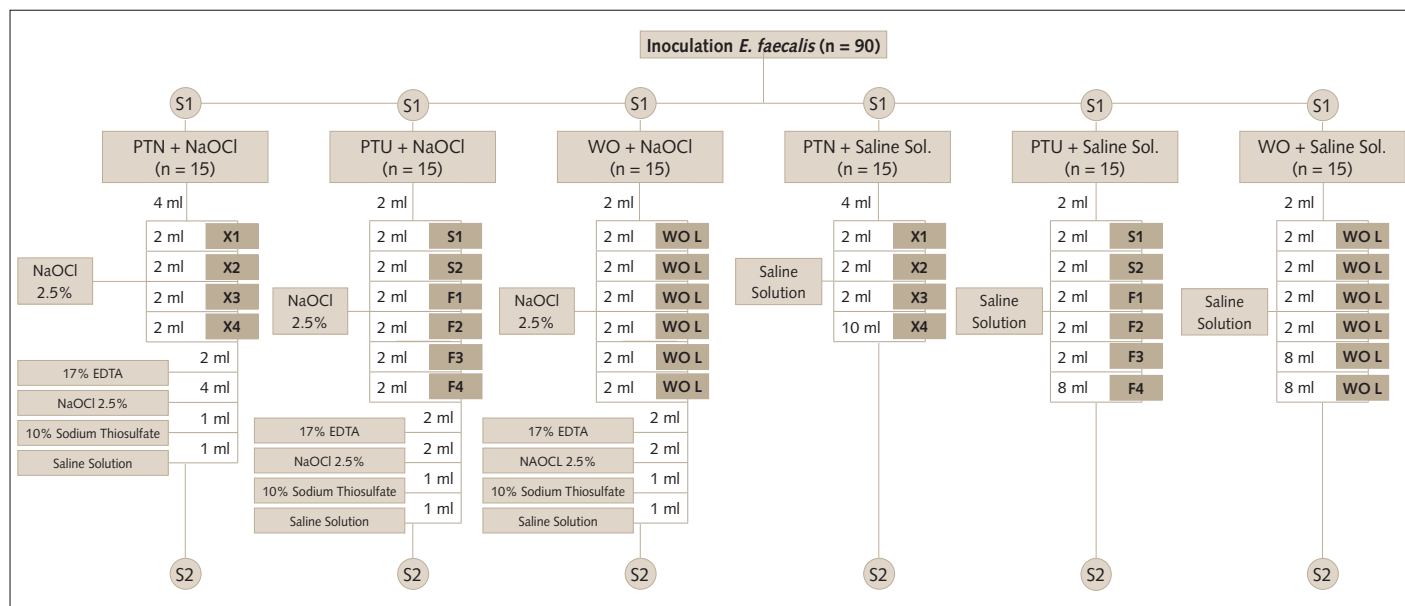 Inoculation E. faecalis (n = 90)
S1
S1
S1
S1
S1
S1
PTN + NaOCl
(n = 15)
PTU + NaOCl
(n = 15)
WO + NaOCl
(n = 15)
PTN + Saline Sol.
(n = 15)
PTU + Saline Sol.
(n = 15)
WO + Saline Sol.
(n = 15)
4 ml
2 ml X1
2 ml X2
2 ml X3
2 ml X4
NaOCl
2.5%
2 ml
17% EDTA
4 ml
NaOCl 2.5%
1 ml
10% Sodium Thiosulfate
1 ml
Saline Solution
S2
2 ml
2 ml S1
2 ml S2
2 ml F1
2 ml F2
2 ml F3
2 ml F4
NaOCl
2.5%
2 ml
17% EDTA
2 ml
NaOCl 2.5%
1 ml
10% Sodium Thiosulfate
1 ml
Saline Solution
S2
2 ml
2 ml WO L
2 ml WO L
2 ml WO L
2 ml WO L
2 ml WO L
2 ml WO L
NaOCl
2.5%
2 ml
17% EDTA
2 ml
NAOCL 2.5%
1 ml
10% Sodium Thiosulfate
1 ml
Saline Solution
S2
4 ml
2 ml X1
2 ml X2
2 ml X3
10 ml X4
Saline
Solution
S2
2 ml
2 ml S1
2 ml S2
2 ml F1
2 ml F2
2 ml F3
8 ml F4
Saline
Solution
S2
2 ml
2 ml WO L
2 ml WO L
2 ml WO L
2 ml WO L
8 ml WO L
8 ml WO L
Saline
Solution
S2